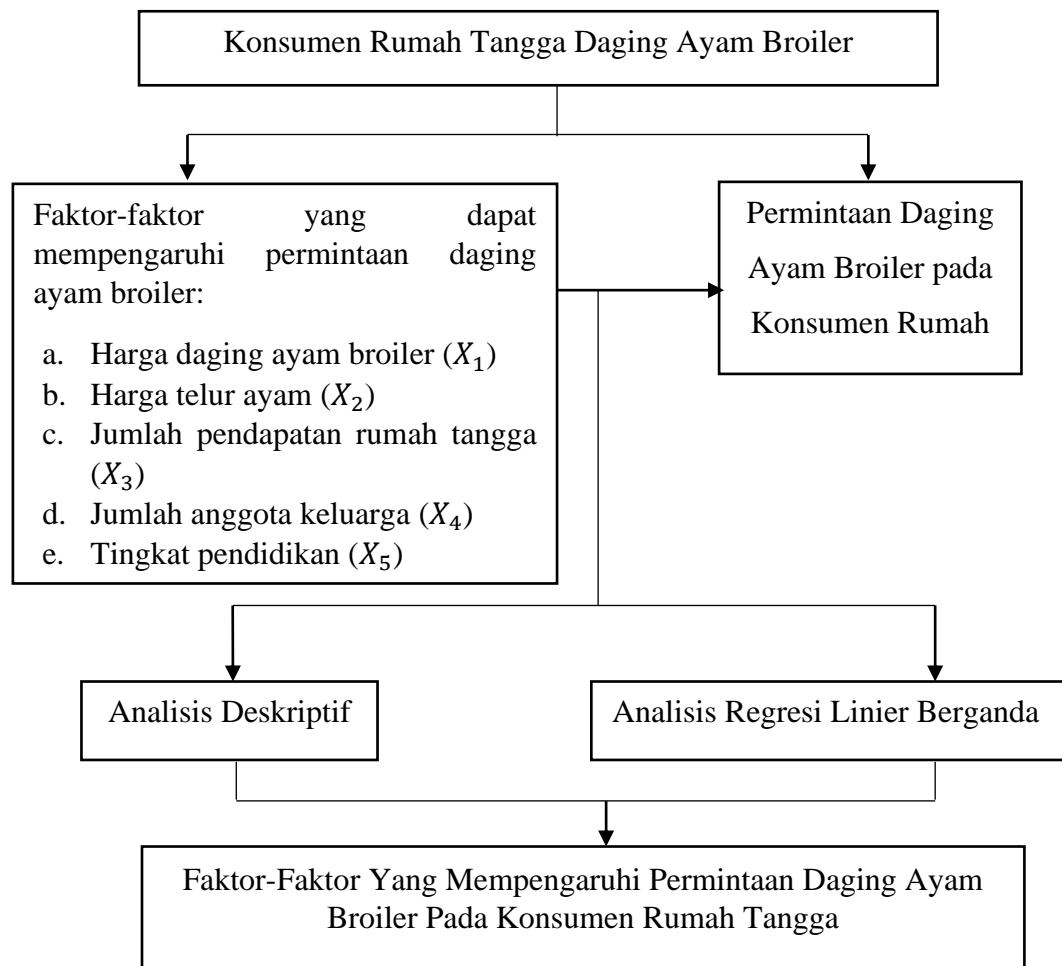 Konsumen Rumah Tangga Daging Ayam Broiler
Faktor-faktor yang dapat
mempengaruhi permintaan daging
ayam broiler:
a. Harga daging ayam broiler (X₁)
b. Harga telur ayam (X₂)
c. Jumlah pendapatan rumah tangga
(X₃)
d. Jumlah anggota keluarga (X₄)
e. Tingkat pendidikan (X₅)
Permintaan Daging
Ayam Broiler pada
Konsumen Rumah
Analisis Deskriptif
Analisis Regresi Linier Berganda
Faktor-Faktor Yang Mempengaruhi Permintaan Daging Ayam
Broiler Pada Konsumen Rumah Tangga